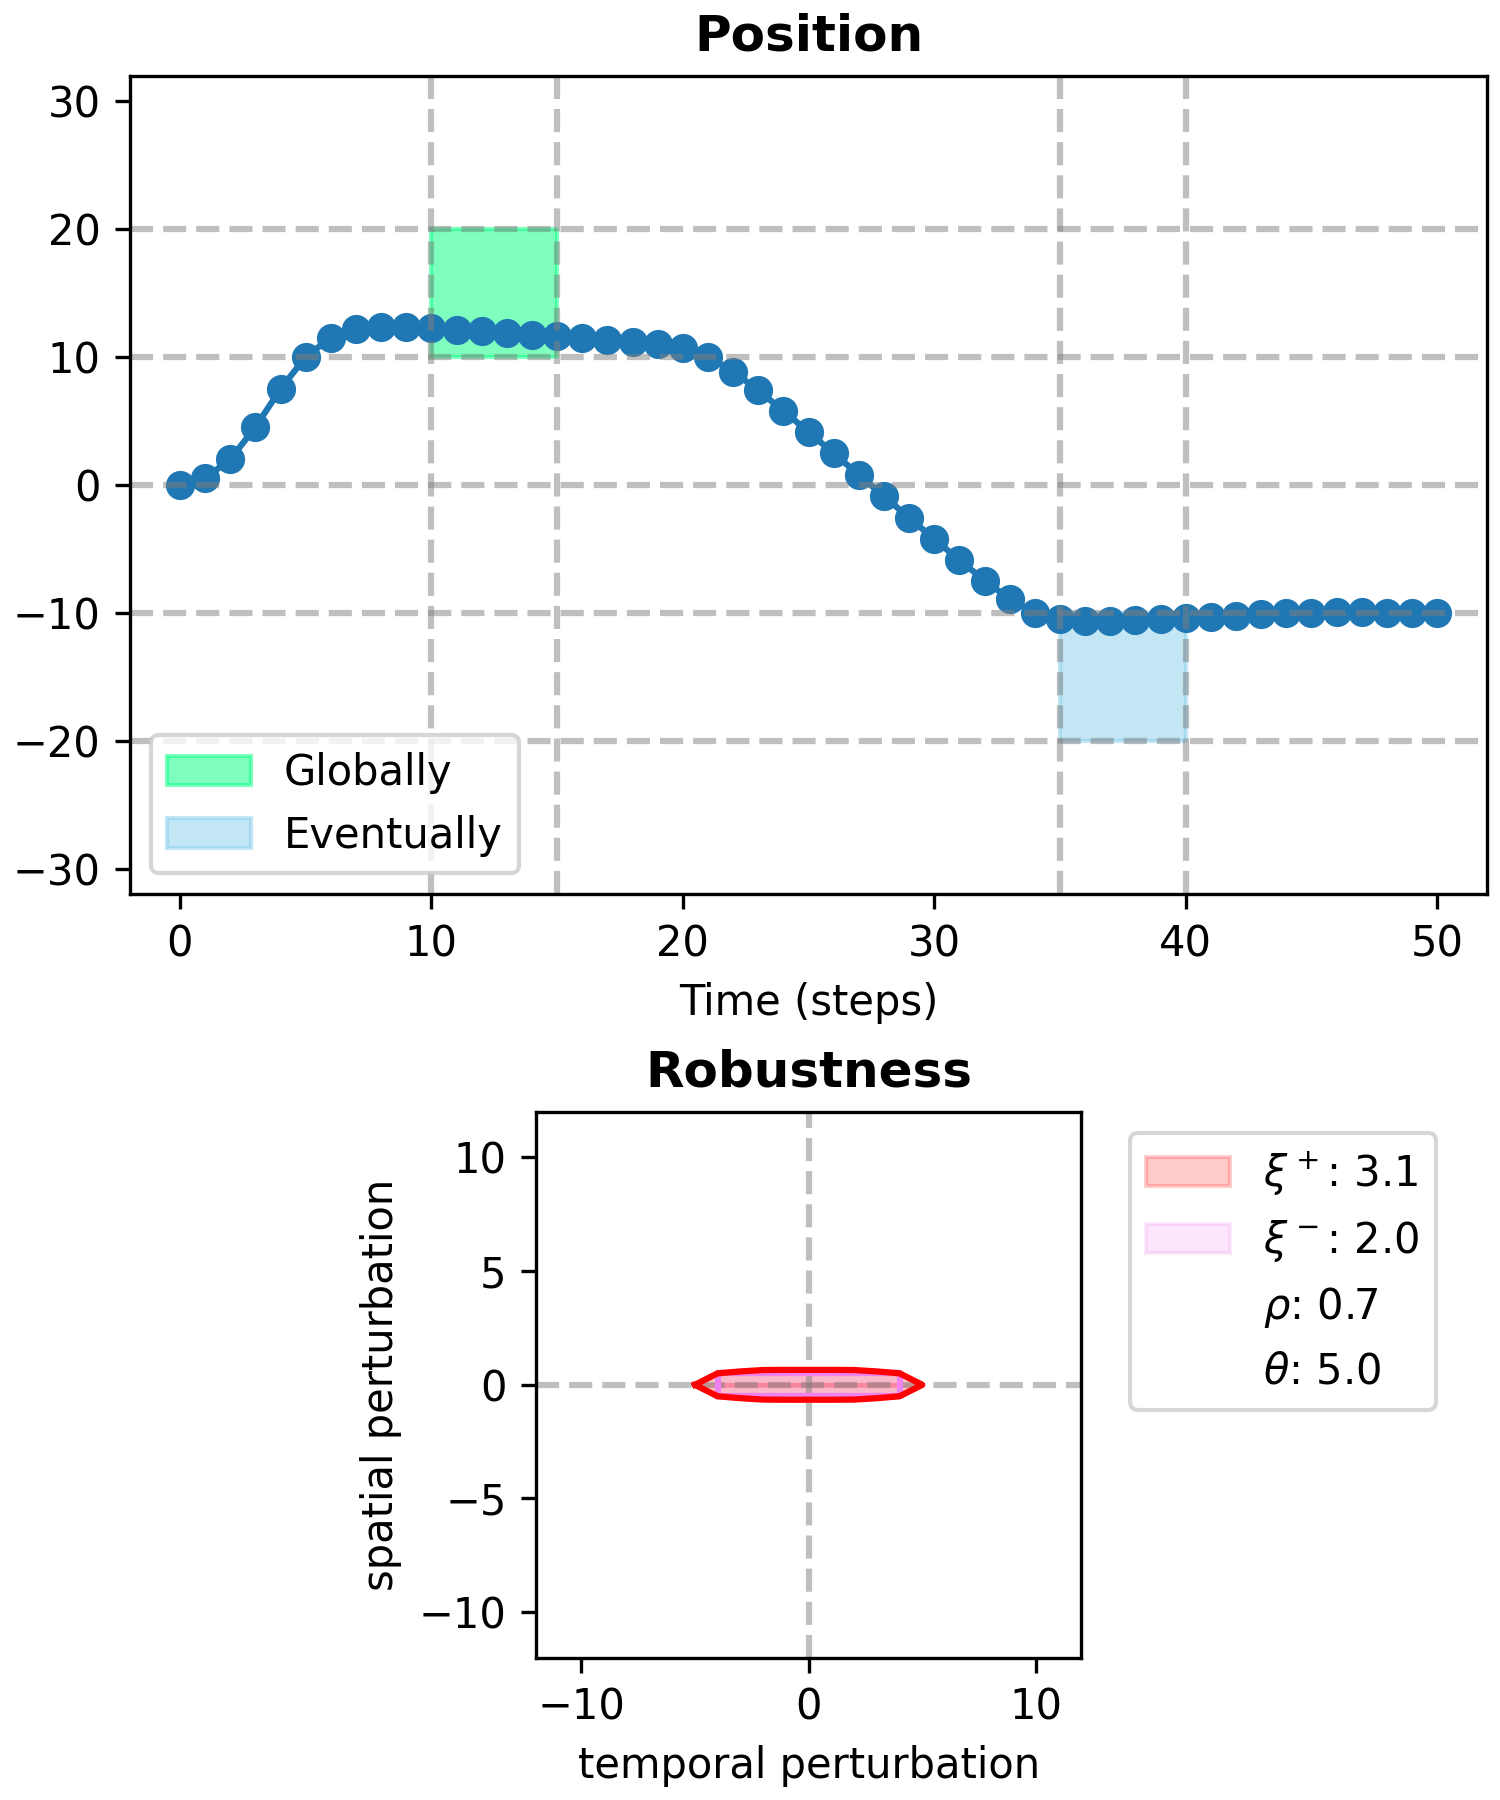 Position
30
20
10
0
−10
−20
−30
Globally
Eventually
0 10 20 30 40 50
Time (steps)
Robustness
10
5
0
−5
−10
spatial perturbation
−10 0 10
temporal perturbation
ξ⁺: 3.1
ξ⁻: 2.0
ρ: 0.7
θ: 5.0